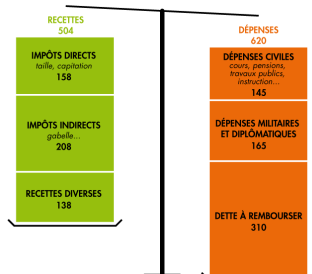 RECETTES
504
IMPÔTS DIRECTS
taille, capitation
158
IMPÔTS INDIRECTS
gabelle...
208
RECETTES DIVERSES
138
DÉPENSES
620
DÉPENSES CIVILES
cours, pensions,
travaux publics,
instruction...
145
DÉPENSES MILITAIRES
ET DIPLÔMATIQUES
165
DETTE À REMBOURSER
310